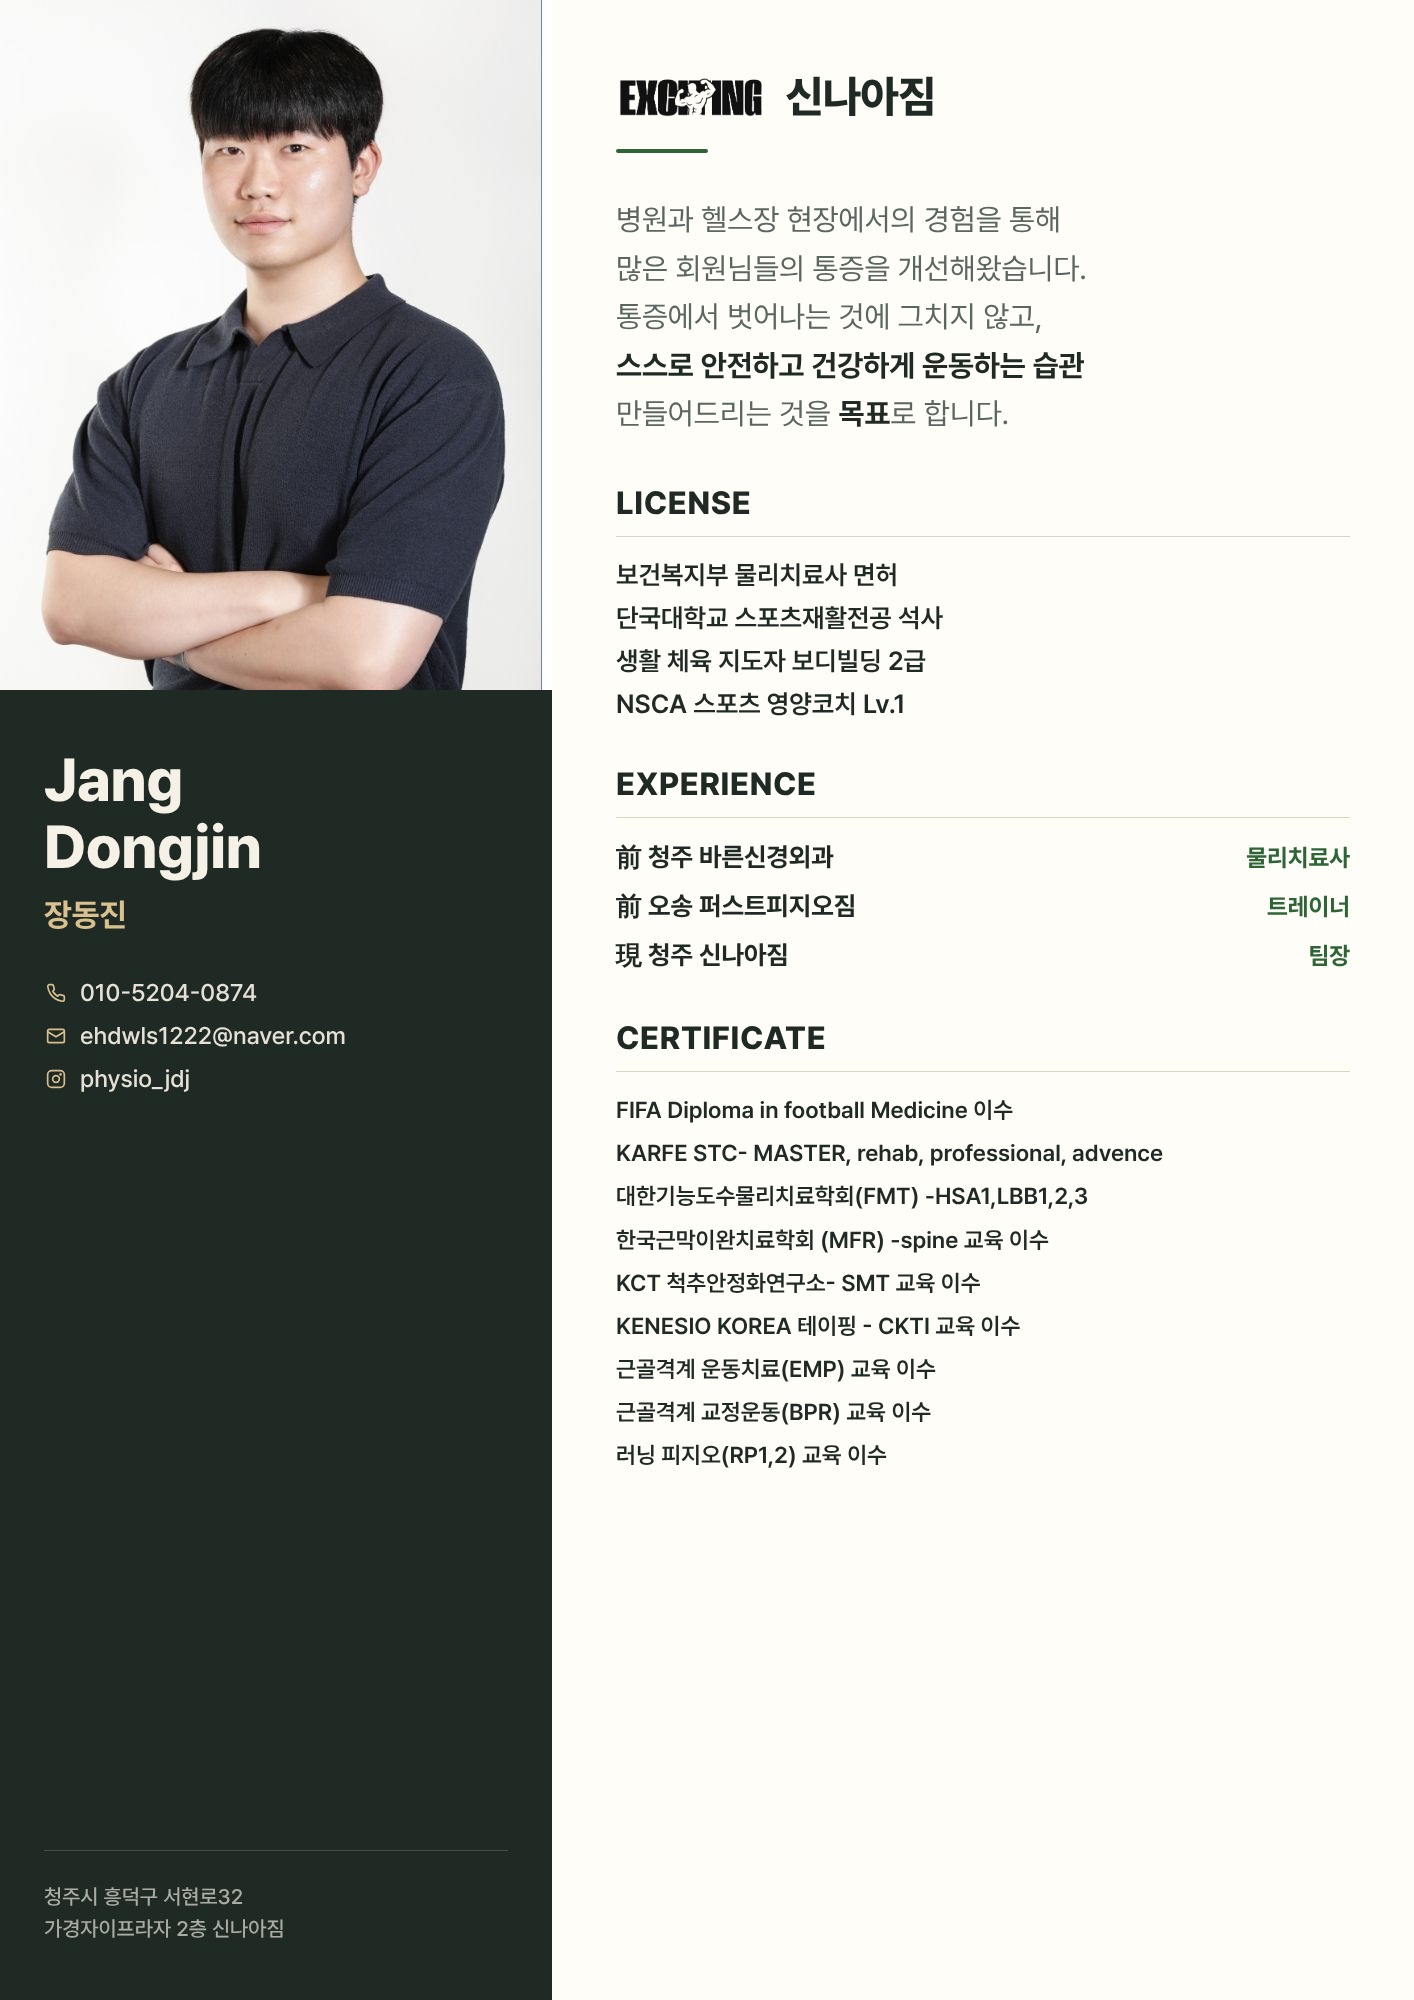 Jang
Dongjin
장동진
010-5204-0874
ehdwls1222@naver.com
physio_jdj
청주시 흥덕구 서현로32
가경자이프라자 2층 신나아짐
EXCITING 신나아짐
병원과 헬스장 현장에서의 경험을 통해
많은 회원님들의 통증을 개선해왔습니다.
통증에서 벗어나는 것에 그치지 않고,
스스로 안전하고 건강하게 운동하는 습관
만들어드리는 것을 목표로 합니다.
LICENSE
보건복지부 물리치료사 면허
단국대학교 스포츠재활전공 석사
생활 체육 지도자 보디빌딩 2급
NSCA 스포츠 영양코치 Lv.1
EXPERIENCE
前 청주 바른신경외과 물리치료사
前 오송 퍼스트피지오짐 트레이너
現 청주 신나아짐 팀장
CERTIFICATE
FIFA Diploma in football Medicine 이수
KARFE STC- MASTER, rehab, professional, advence
대한기능도수물리치료학회(FMT) -HSA1,LBB1,2,3
한국근막이완치료학회 (MFR) -spine 교육 이수
KCT 척추안정화연구소- SMT 교육 이수
KENESIO KOREA 테이핑 - CKTI 교육 이수
근골격계 운동치료(EMP) 교육 이수
근골격계 교정운동(BPR) 교육 이수
러닝 피지오(RP1,2) 교육 이수